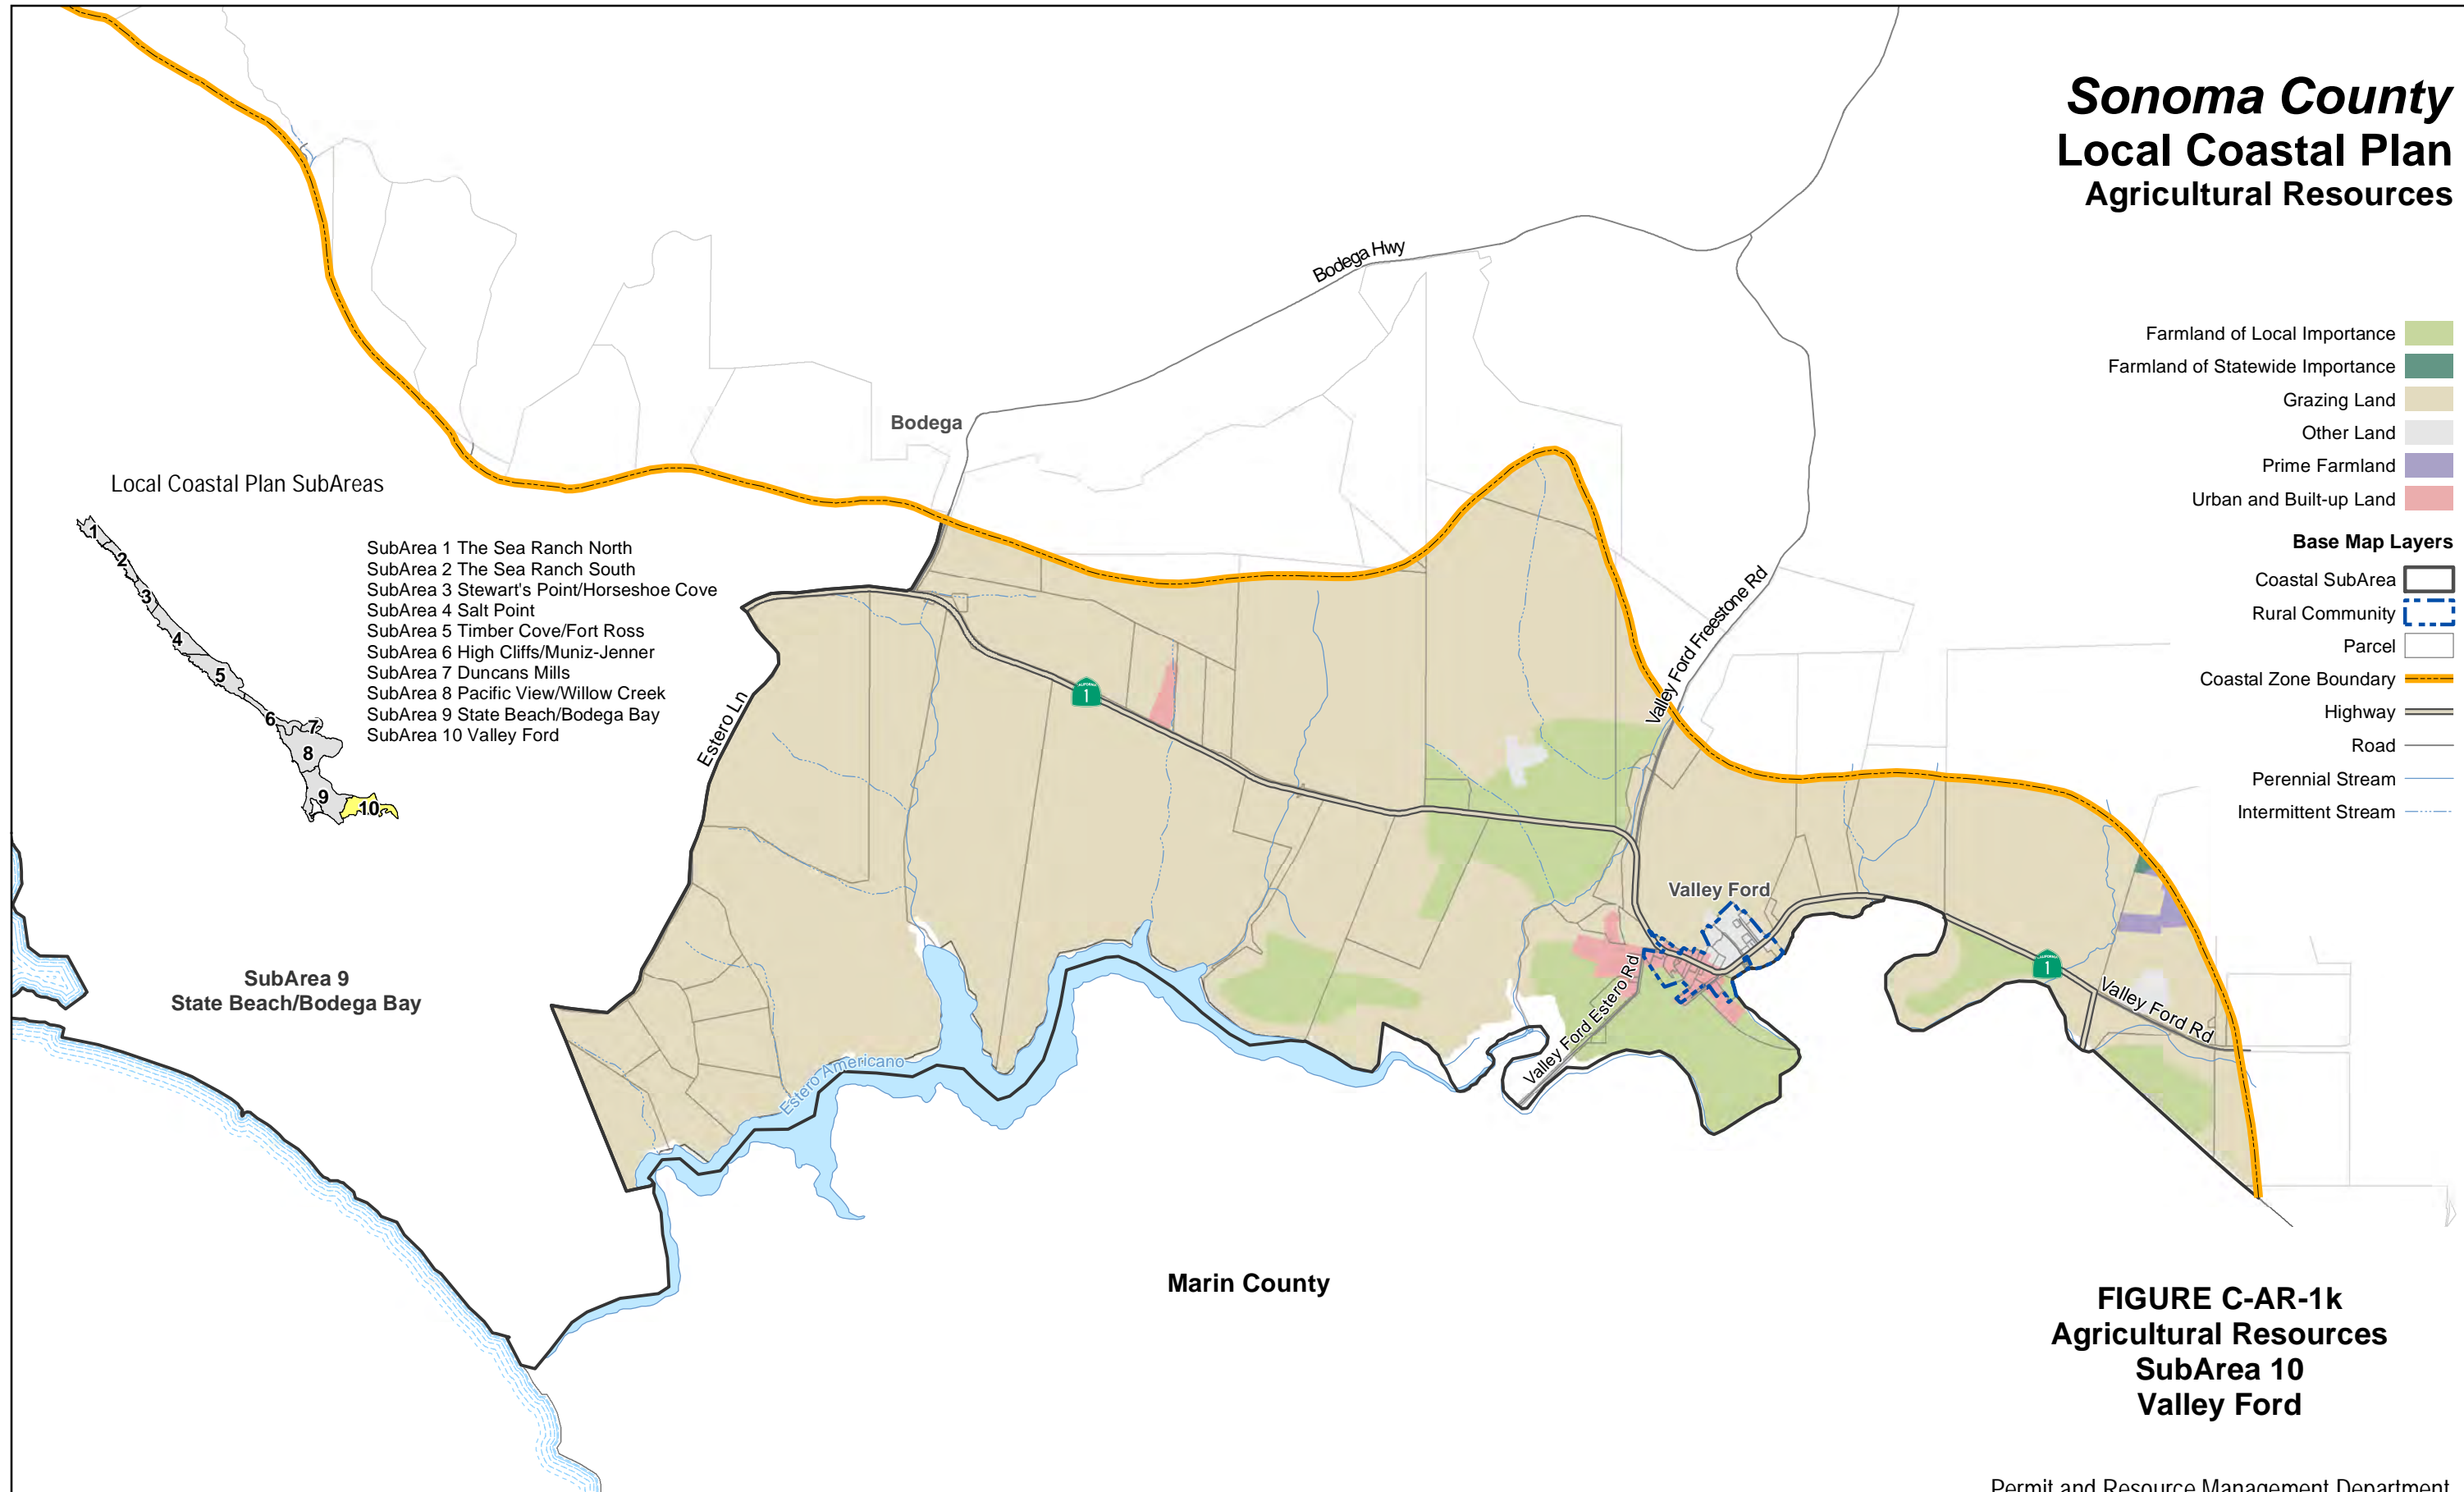 Sonoma County
Local Coastal Plan
Agricultural Resources
Farmland of Local Importance
Farmland of Statewide Importance
Grazing Land
Other Land
Prime Farmland
Urban and Built-up Land
Base Map Layers
Coastal SubArea
Rural Community
Parcel
Coastal Zone Boundary
Highway
Road
Perennial Stream
Intermittent Stream
Bodega Hwy
Bodega
Local Coastal Plan SubAreas
1
2
3
4
5
6
7
8
9
10
SubArea 1 The Sea Ranch North
SubArea 2 The Sea Ranch South
SubArea 3 Stewart's Point/Horseshoe Cove
SubArea 4 Salt Point
SubArea 5 Timber Cove/Fort Ross
SubArea 6 High Cliffs/Muniz-Jenner
SubArea 7 Duncans Mills
SubArea 8 Pacific View/Willow Creek
SubArea 9 State Beach/Bodega Bay
SubArea 10 Valley Ford
Estero Ln
1
Valley Ford Freestone Rd
Valley Ford
1
Valley Ford Rd
Valley Ford Estero Rd
Estero Americano
SubArea 9
State Beach/Bodega Bay
Marin County
FIGURE C-AR-1k
Agricultural Resources
SubArea 10
Valley Ford
Permit and Resource Management Department